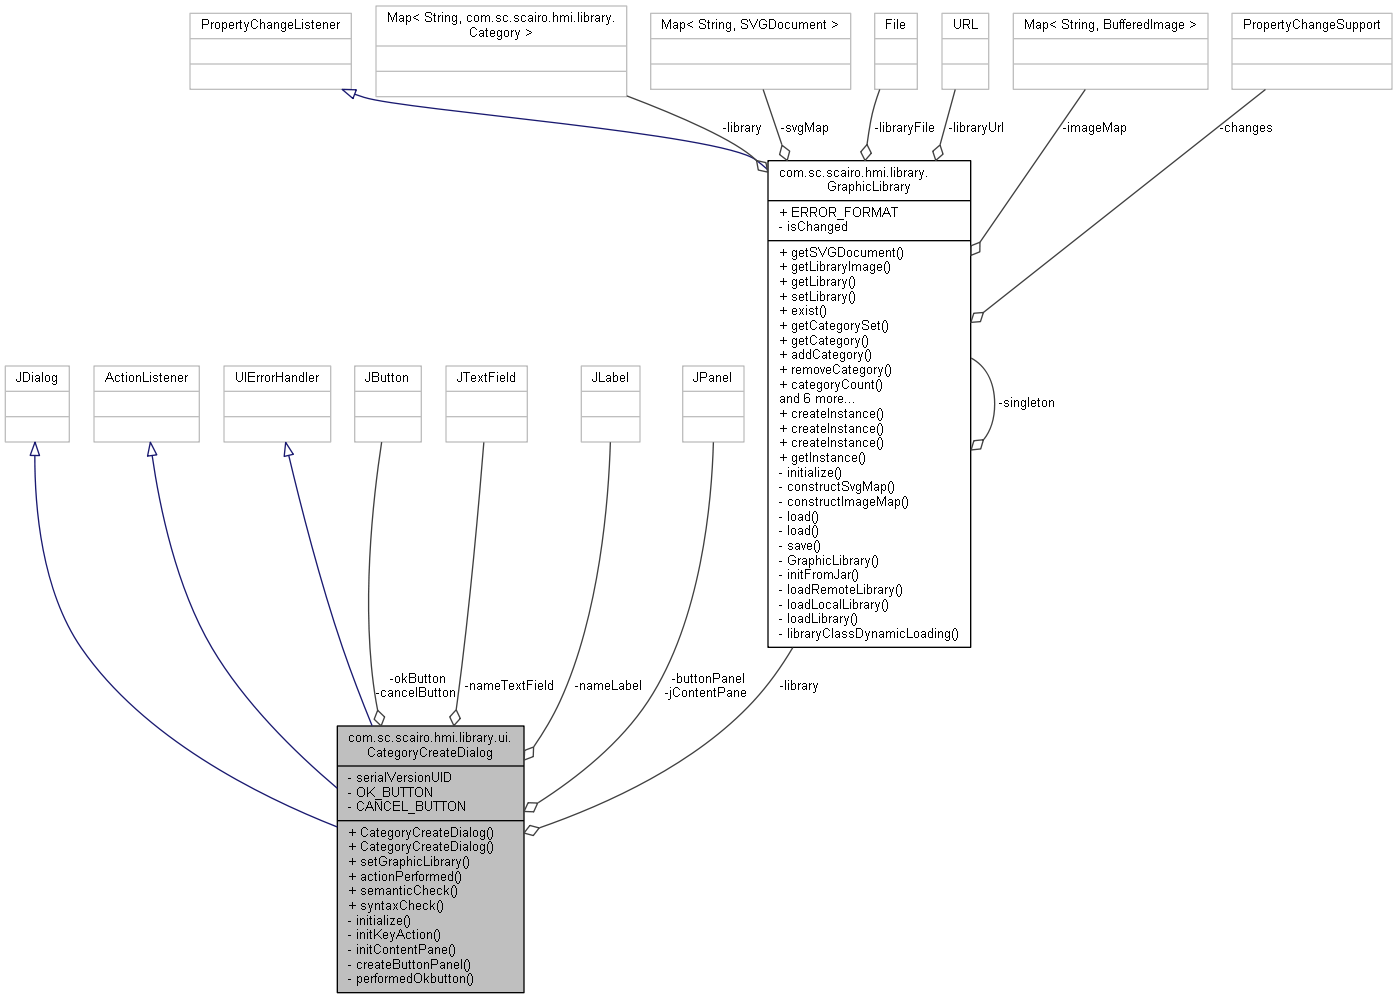 PropertyChangeListener
Map< String, com.sc.scairo.hmi.library.
Category >
Map< String, SVGDocument >
File
URL
Map< String, BufferedImage >
PropertyChangeSupport
-library
-svgMap
-libraryFile
-libraryUrl
-imageMap
-changes
com.sc.scairo.hmi.library.
GraphicLibrary
+ ERROR_FORMAT
- isChanged
+ getSVGDocument()
+ getLibraryImage()
+ getLibrary()
+ setLibrary()
+ exist()
+ getCategorySet()
+ getCategory()
+ addCategory()
+ removeCategory()
+ categoryCount()
and 6 more...
+ createInstance()
+ createInstance()
+ createInstance()
+ getInstance()
- initialize()
- constructSvgMap()
- constructImageMap()
- load()
- load()
- save()
- GraphicLibrary()
- initFromJar()
- loadRemoteLibrary()
- loadLocalLibrary()
- loadLibrary()
- libraryClassDynamicLoading()
-singleton
JDialog
ActionListener
UIErrorHandler
JButton
JTextField
JLabel
JPanel
-okButton
-cancelButton
-nameTextField
-nameLabel
-buttonPanel
-jContentPane
-library
com.sc.scairo.hmi.library.ui.
CategoryCreateDialog
- serialVersionUID
- OK_BUTTON
- CANCEL_BUTTON
+ CategoryCreateDialog()
+ CategoryCreateDialog()
+ setGraphicLibrary()
+ actionPerformed()
+ semanticCheck()
+ syntaxCheck()
- initialize()
- initKeyAction()
- initContentPane()
- createButtonPanel()
- performedOkbutton()